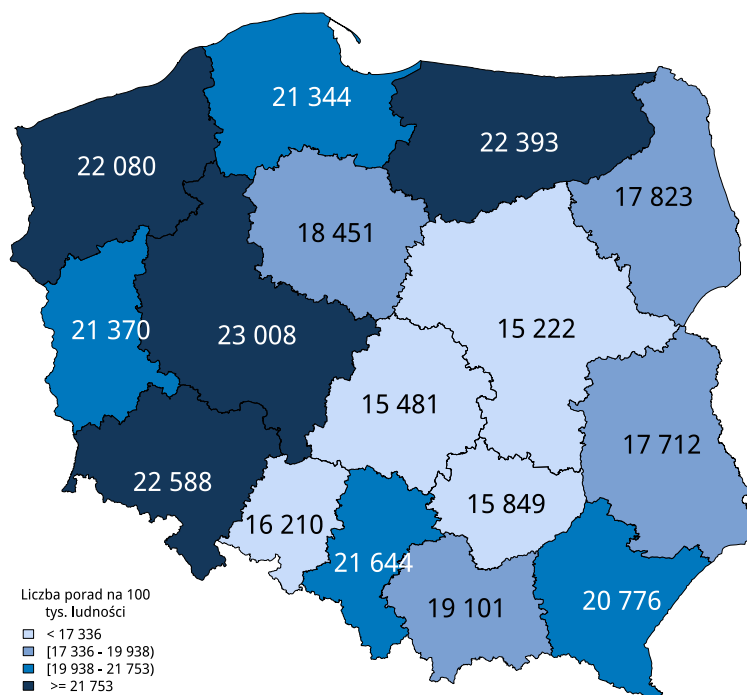 21 344
22 393
22 080
17 823
18 451
21 370
23 008
15 222
15 481
17 712
22 588
15 849
16 210
21 644
19 101
20 776
Liczba porad na 100
tys. ludności
< 17 336
[17 336 - 19 938)
[19 938 - 21 753)
>= 21 753